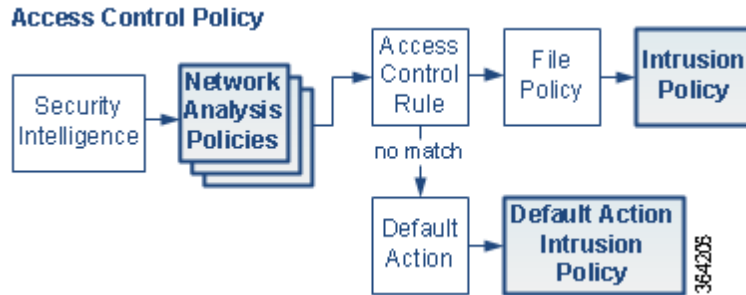 Access Control Policy
Security
Intelligence
Network
Analysis
Policies
Access
Control
Rule
File
Policy
Intrusion
Policy
no match
Default
Action
Default Action
Intrusion
Policy
364205